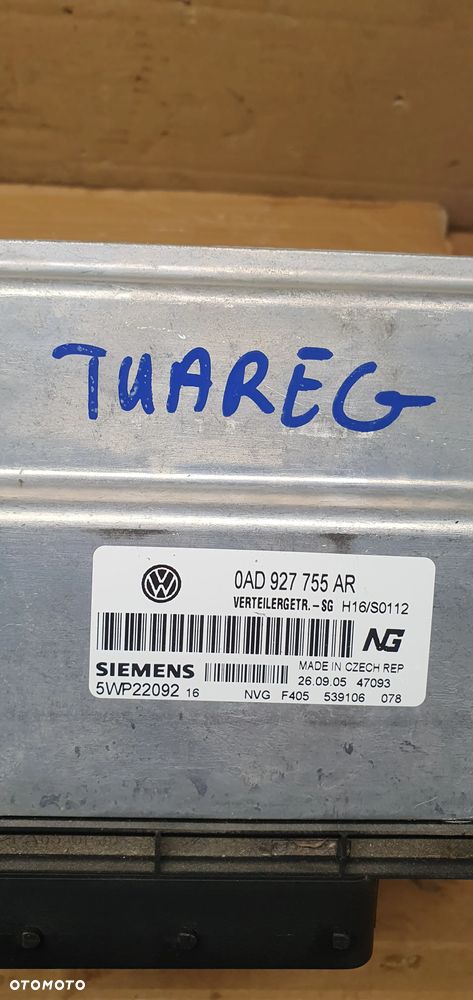 TUAREG
0AD 927 755 AR
VERTEILERGETR.-SG H16/S0112
NG
SIEMENS
MADE IN CZECH REP
5WP22092 16
26.09.05 47093
NVG F405 539106 078
OTOMOTO